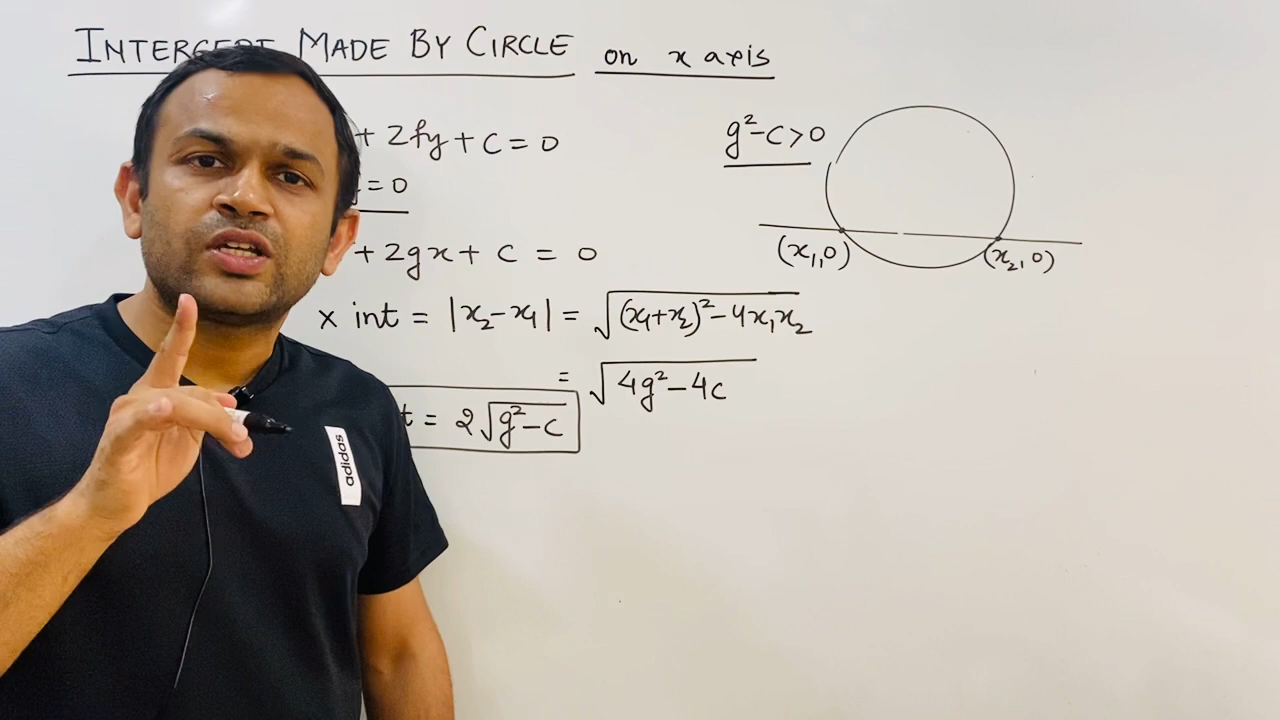 MADE BY CIRCLE on x axis
+ 2fy + c = 0
= 0
+ 2gx + c = 0
x int = |x₂-x₁| = √(x₁+x₂)²-4x₁x₂
= √4g²-4c
t = 2√g²-c
g²-c>0
(x₁,0) (x₂,0)
adidas